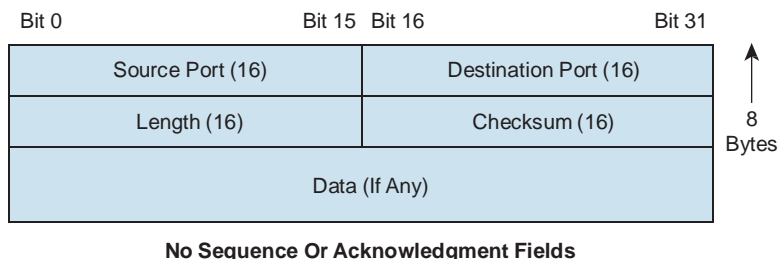 Bit 0 Bit 15 Bit 16 Bit 31
Source Port (16) Destination Port (16)
Length (16) Checksum (16)
8
Bytes
Data (If Any)
No Sequence Or Acknowledgment Fields